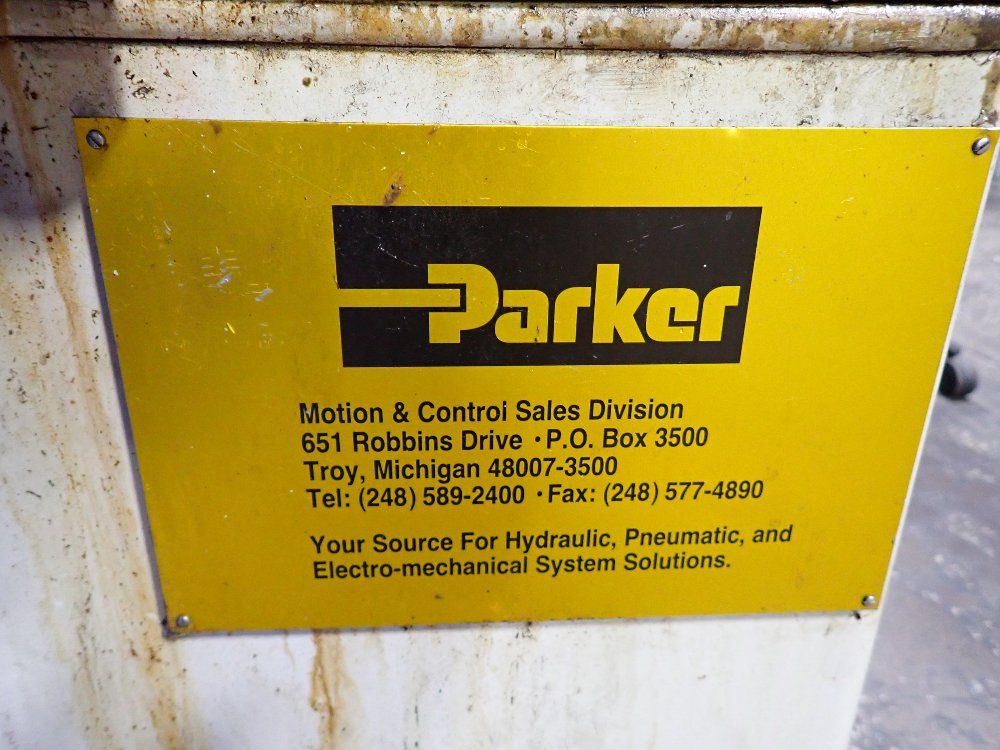 Parker
Motion & Control Sales Division
651 Robbins Drive · P.O. Box 3500
Troy, Michigan 48007-3500
Tel: (248) 589-2400 · Fax: (248) 577-4890
Your Source For Hydraulic, Pneumatic, and
Electro-mechanical System Solutions.